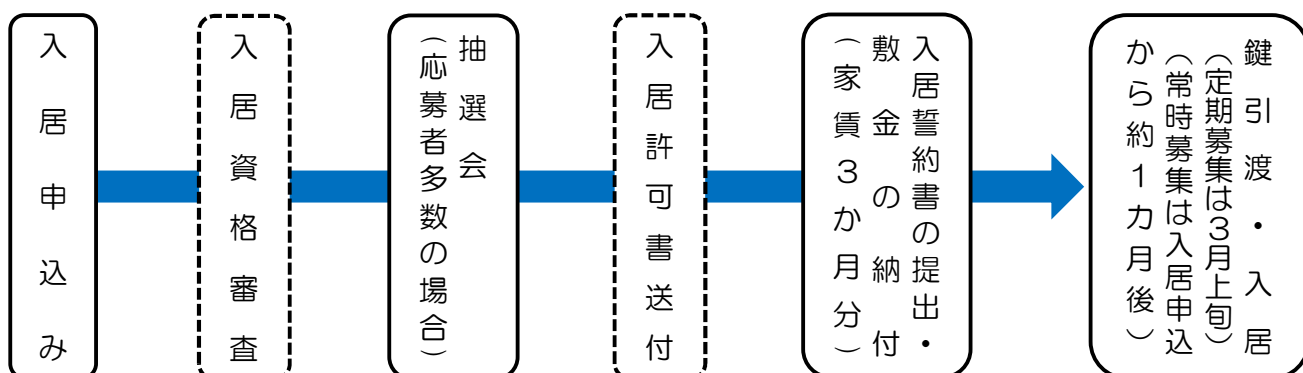 入居申込み
入居資格審査
抽選会
（応募者多数の場合）
入居許可書送付
入居誓約書の提出・
敷金の納付
（家賃３か月分）
鍵引渡・入居
（定期募集は３月上旬）
（常時募集は入居申込
から約１カ月後）